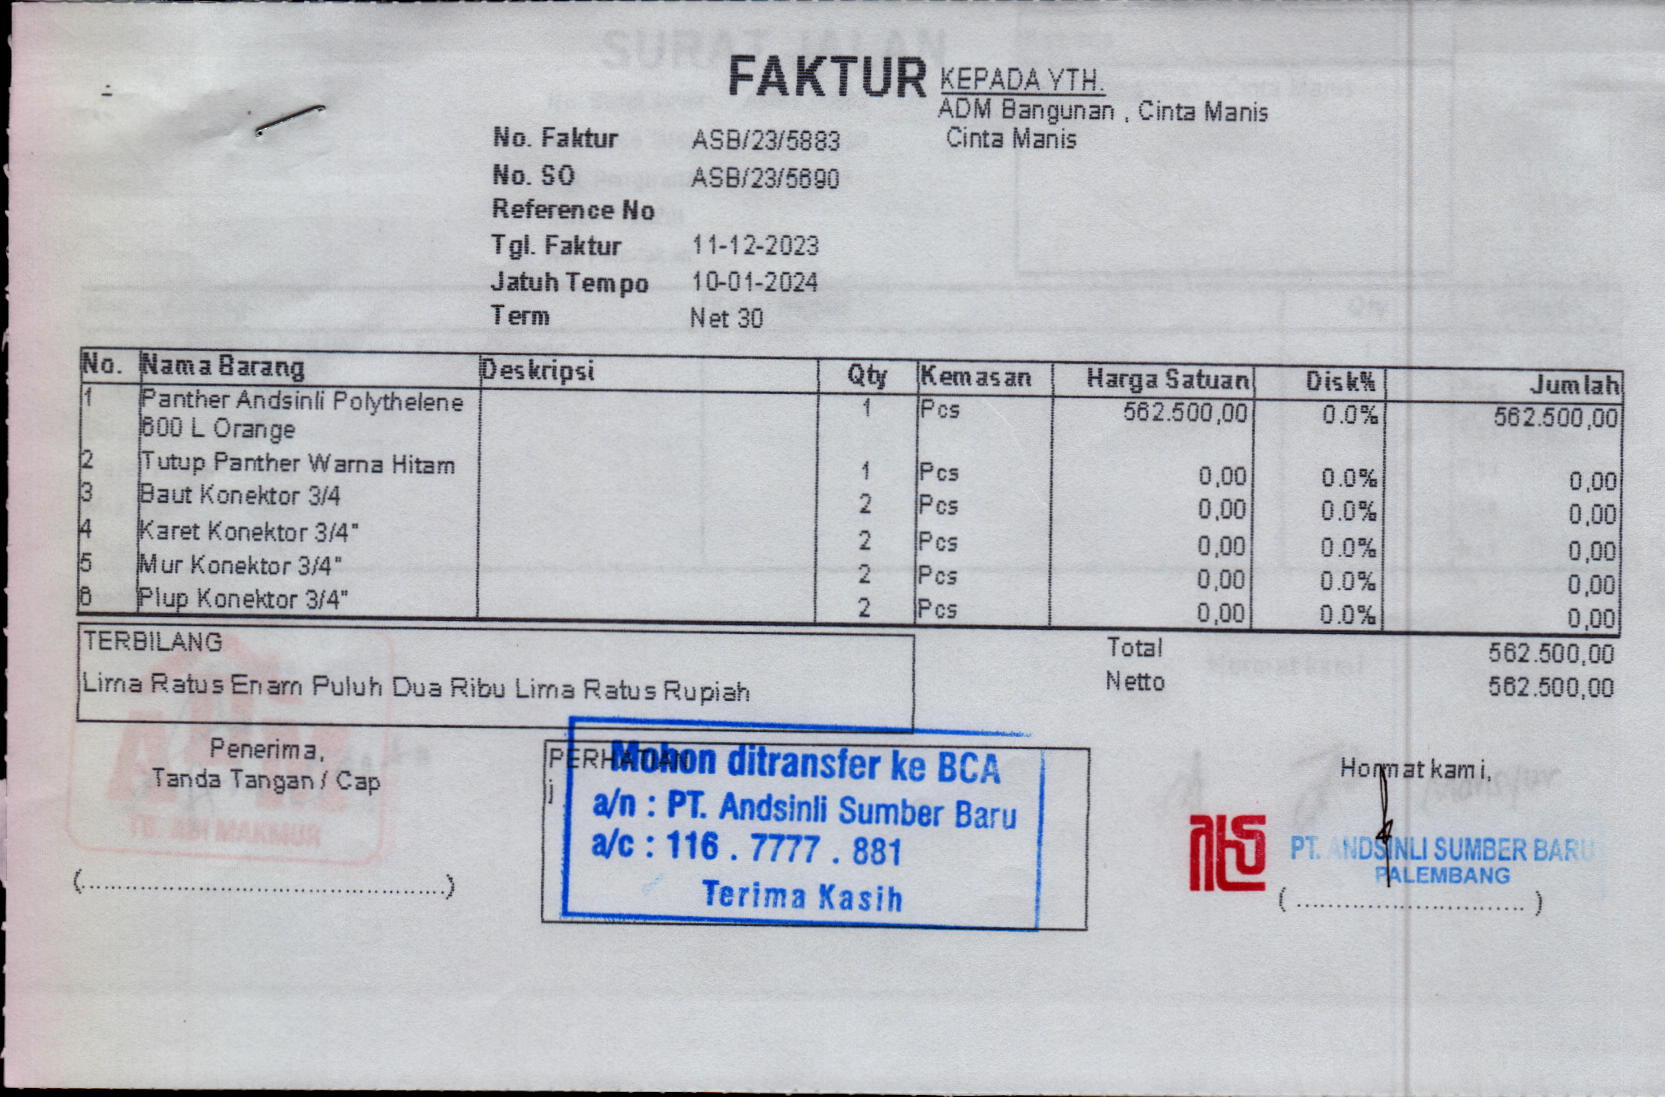 FAKTUR
KEPADA YTH.
ADM Bangunan , Cinta Manis
Cinta Manis
No. Faktur ASB/23/5883
No. SO ASB/23/5690
Reference No
Tgl. Faktur 11-12-2023
Jatuh Tempo 10-01-2024
Term Net 30
No. Nama Barang Deskripsi Qty Kemasan Harga Satuan Disk% Jumlah
1 Panther Andsinli Polythelene 1 Pcs 562.500,00 0.0% 562.500,00
600 L Orange
2 Tutup Panther Warna Hitam 1 Pcs 0,00 0.0% 0,00
3 Baut Konektor 3/4 2 Pcs 0,00 0.0% 0,00
4 Karet Konektor 3/4" 2 Pcs 0,00 0.0% 0,00
5 Mur Konektor 3/4" 2 Pcs 0,00 0.0% 0,00
6 Plup Konektor 3/4" 2 Pcs 0,00 0.0% 0,00
TERBILANG
Lima Ratus Enam Puluh Dua Ribu Lima Ratus Rupiah
Total 562.500,00
Netto 562.500,00
Penerima,
Tanda Tangan / Cap
(................................................)
PERHATIAN
j
Mohon ditransfer ke BCA
a/n : PT. Andsinli Sumber Baru
a/c : 116 . 7777 . 881
Terima Kasih
Hormat kami,
PT. ANDSINLI SUMBER BARU
PALEMBANG
( .............................. )
SURAT JALAN
TB. ABI MAKMUR